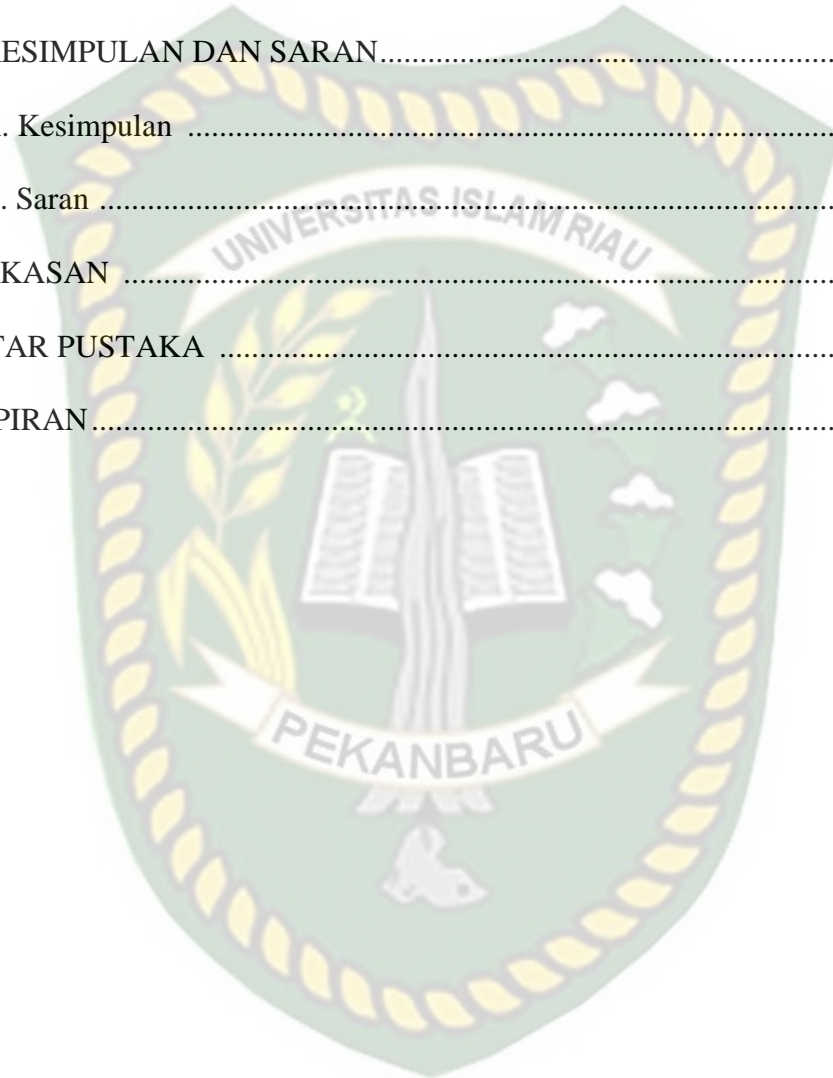 ESIMPULAN DAN SARAN..........................................................
. Kesimpulan ..................................................................................
. Saran ............................................................................................
KASAN .........................................................................................
TAR PUSTAKA .............................................................................
PIRAN.............................................................................................
UNIVERSITAS ISLAM RIAU
PEKANBARU